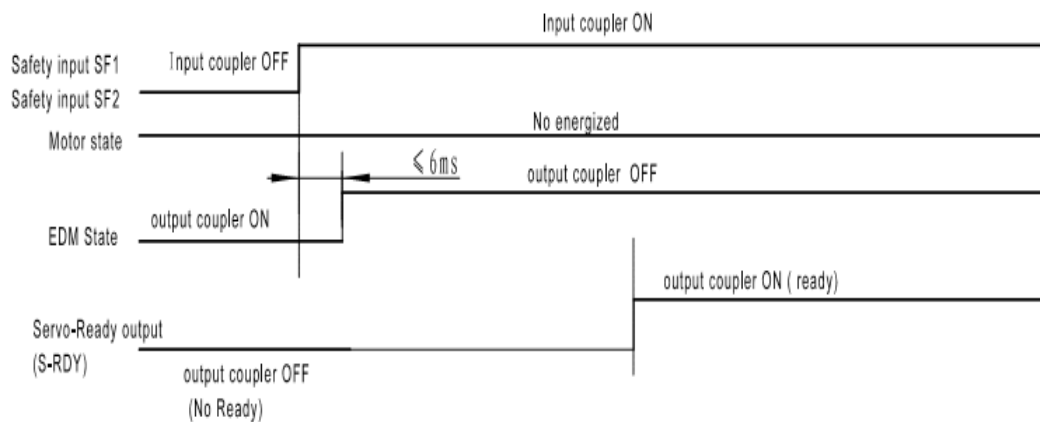 Input coupler ON
Safety input SF1
Input coupler OFF
Safety input SF2
Motor state
No energized
≤6ms
output coupler OFF
output coupler ON
EDM State
output coupler ON ( ready)
Servo-Ready output
(S-RDY)
output coupler OFF
(No Ready)